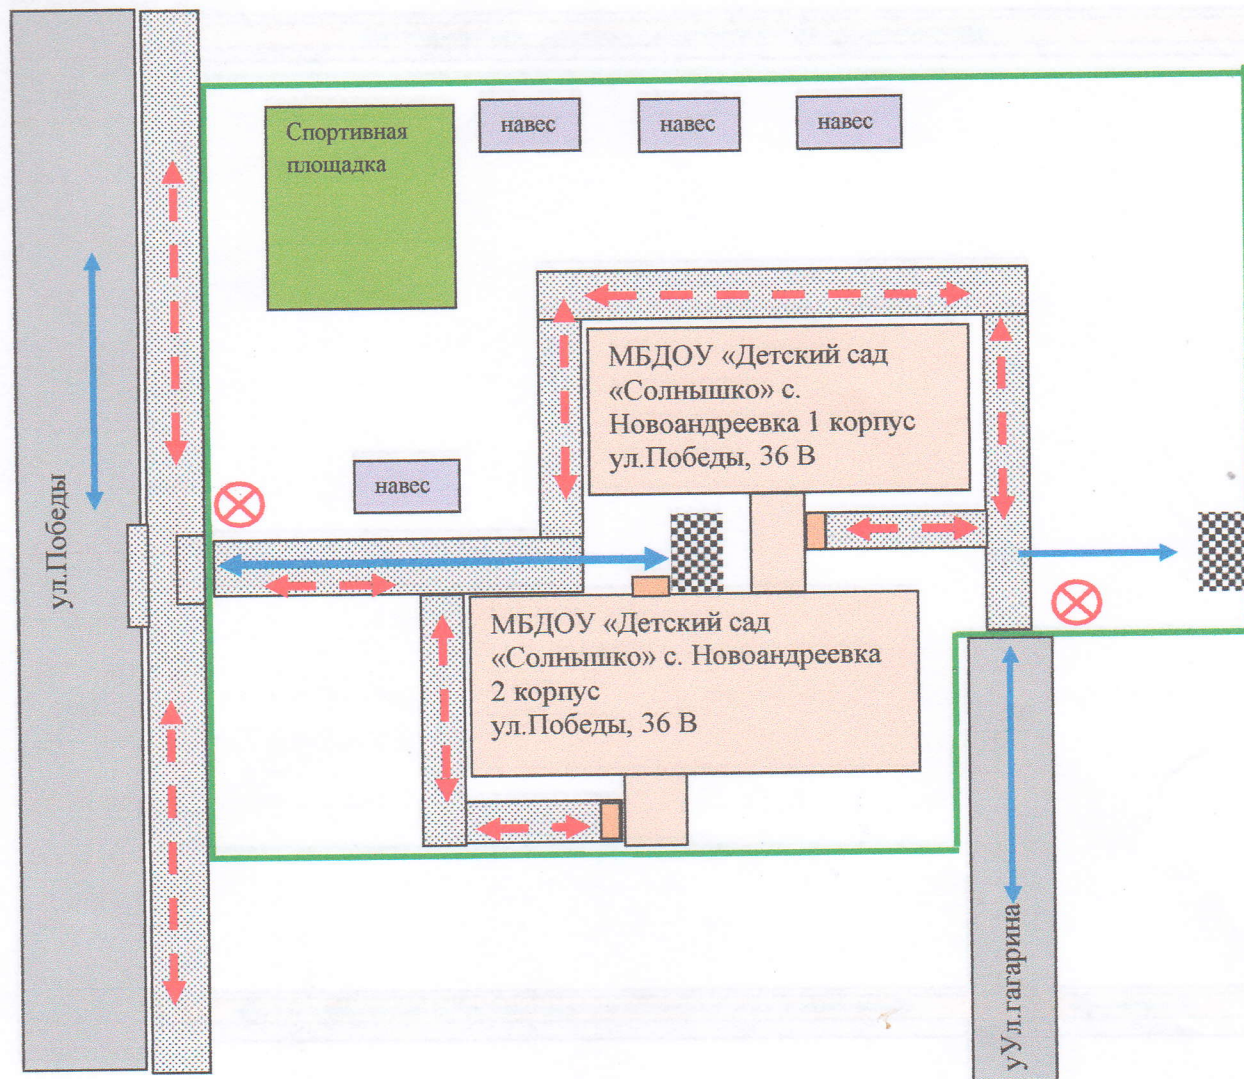 Спортивная
площадка
навес
навес
навес
МБДОУ «Детский сад
«Солнышко» с.
Новоандреевка 1 корпус
ул.Победы, 36 В
навес
ул.Победы
МБДОУ «Детский сад
«Солнышко» с. Новоандреевка
2 корпус
ул.Победы, 36 В
у Ул.гагарина